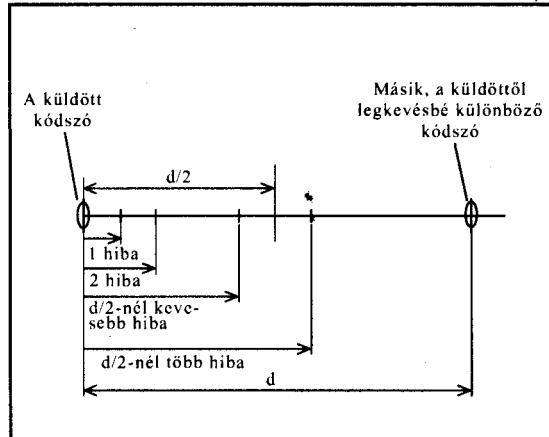 A küldött
kódszó
Másik, a küldöttől
legkevésbé különböző
kódszó
d/2
1 hiba
2 hiba
d/2-nél keve-
sebb hiba
d/2-nél több hiba
d